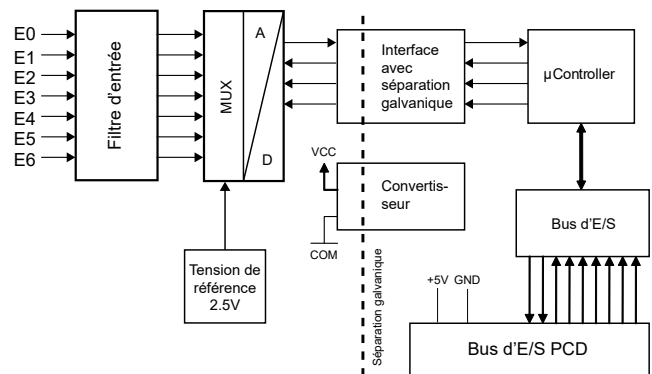 E0
E1
E2
E3
E4
E5
E6
Filtre d'entrée
MUX
A
D
Interface
avec
séparation
galvanique
µController
VCC
COM
Convertis-
seur
Bus d'E/S
Tension de
référence
2.5V
Séparation galvanique
+5V GND
Bus d'E/S PCD